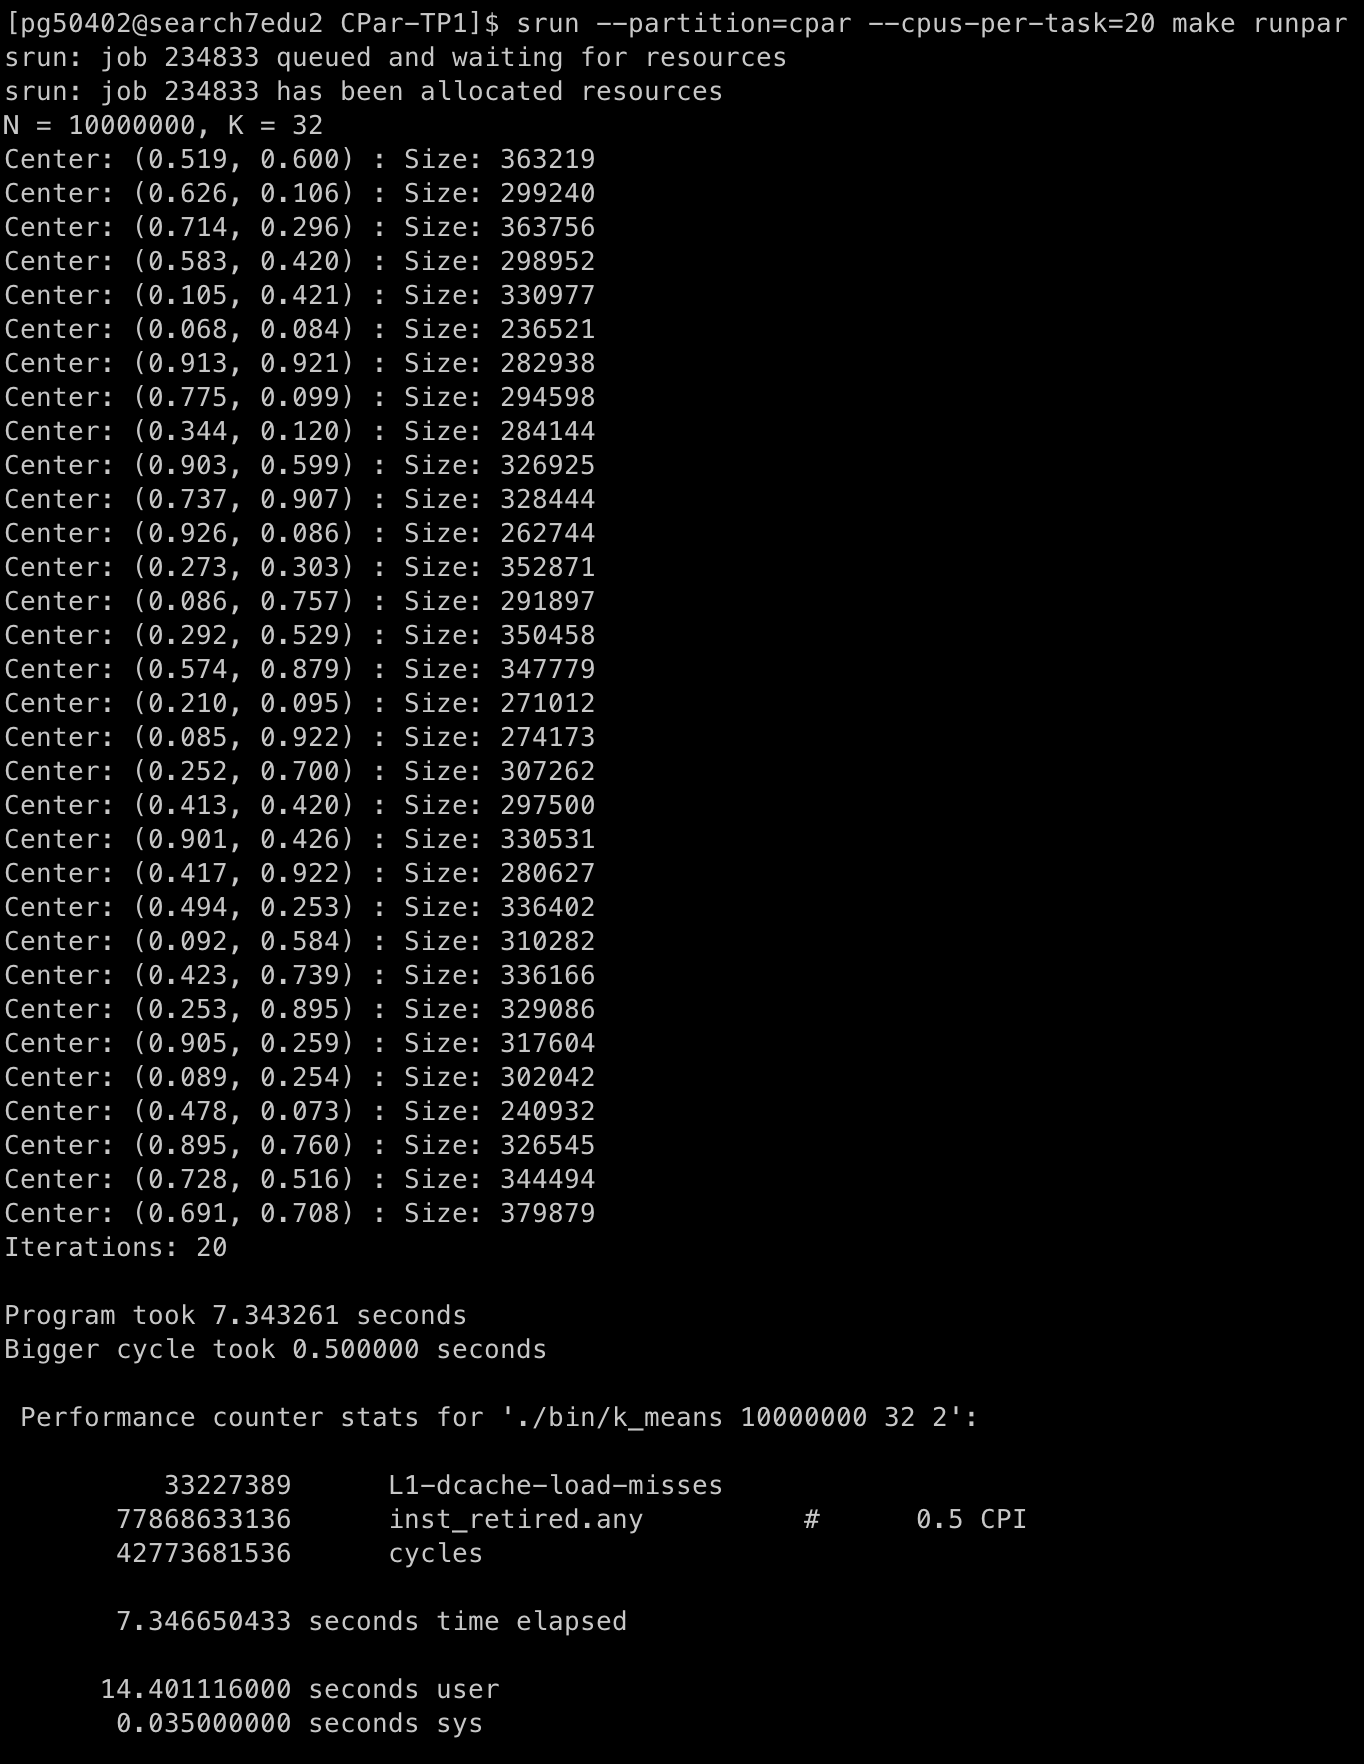 [pg50402@search7edu2 CPar-TP1]$ srun --partition=cpar --cpus-per-task=20 make runpar
srun: job 234833 queued and waiting for resources
srun: job 234833 has been allocated resources
N = 10000000, K = 32
Center: (0.519, 0.600) : Size: 363219
Center: (0.626, 0.106) : Size: 299240
Center: (0.714, 0.296) : Size: 363756
Center: (0.583, 0.420) : Size: 298952
Center: (0.105, 0.421) : Size: 330977
Center: (0.068, 0.084) : Size: 236521
Center: (0.913, 0.921) : Size: 282938
Center: (0.775, 0.099) : Size: 294598
Center: (0.344, 0.120) : Size: 284144
Center: (0.903, 0.599) : Size: 326925
Center: (0.737, 0.907) : Size: 328444
Center: (0.926, 0.086) : Size: 262744
Center: (0.273, 0.303) : Size: 352871
Center: (0.086, 0.757) : Size: 291897
Center: (0.292, 0.529) : Size: 350458
Center: (0.574, 0.879) : Size: 347779
Center: (0.210, 0.095) : Size: 271012
Center: (0.085, 0.922) : Size: 274173
Center: (0.252, 0.700) : Size: 307262
Center: (0.413, 0.420) : Size: 297500
Center: (0.901, 0.426) : Size: 330531
Center: (0.417, 0.922) : Size: 280627
Center: (0.494, 0.253) : Size: 336402
Center: (0.092, 0.584) : Size: 310282
Center: (0.423, 0.739) : Size: 336166
Center: (0.253, 0.895) : Size: 329086
Center: (0.905, 0.259) : Size: 317604
Center: (0.089, 0.254) : Size: 302042
Center: (0.478, 0.073) : Size: 240932
Center: (0.895, 0.760) : Size: 326545
Center: (0.728, 0.516) : Size: 344494
Center: (0.691, 0.708) : Size: 379879
Iterations: 20
Program took 7.343261 seconds
Bigger cycle took 0.500000 seconds
Performance counter stats for './bin/k_means 10000000 32 2':
33227389 L1-dcache-load-misses
77868633136 inst_retired.any # 0.5 CPI
42773681536 cycles
7.346650433 seconds time elapsed
14.401116000 seconds user
0.035000000 seconds sys